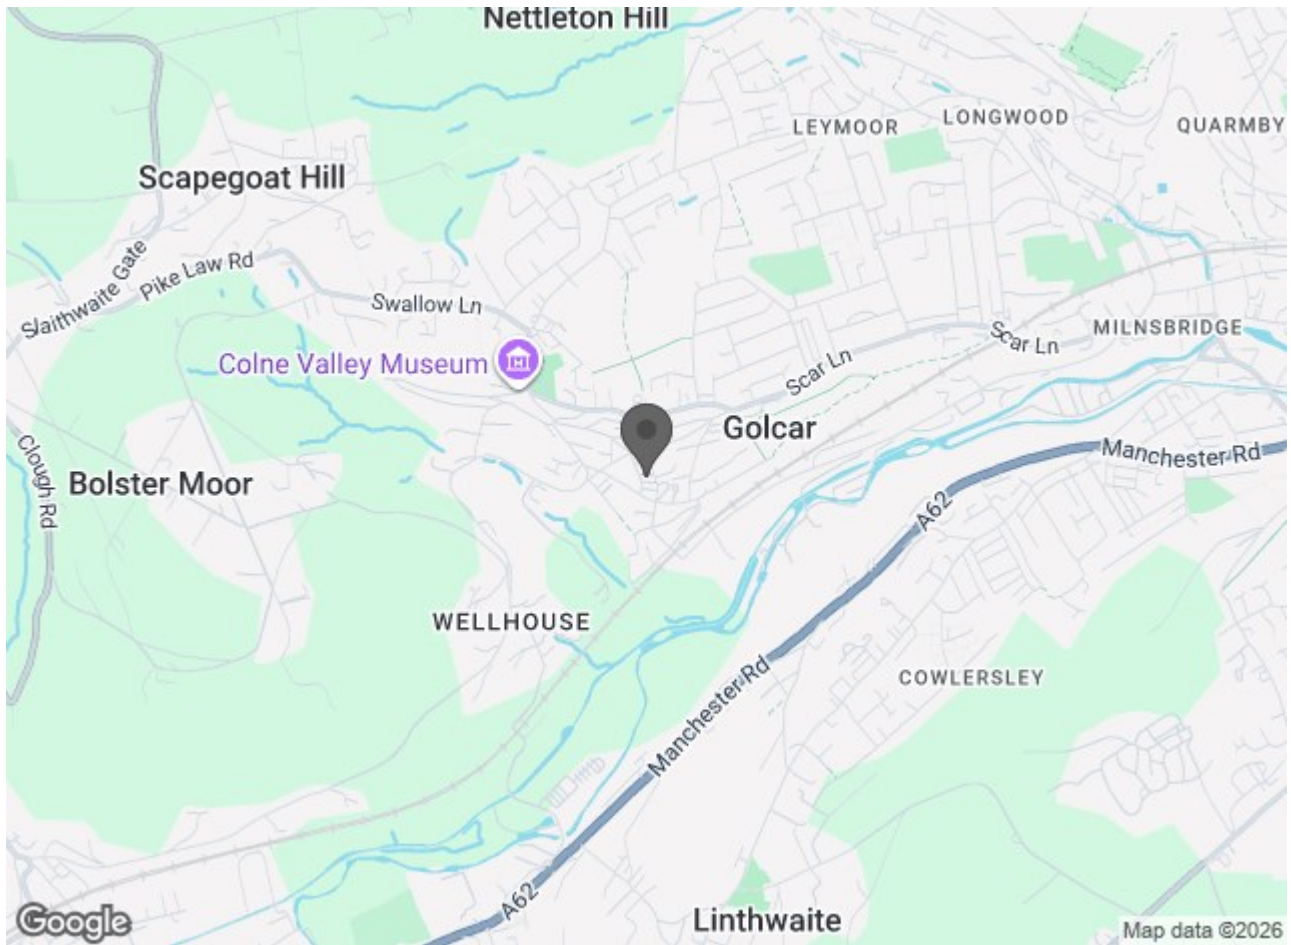 Nettleton Hill
LEYMOOR
LONGWOOD
QUARMBY
Scapegoat Hill
Slaithwaite Gate
Pike Law Rd
Swallow Ln
Colne Valley Museum
Scar Ln
Scar Ln
MILNSBRIDGE
Golcar
Manchester Rd
Clough Rd
Bolster Moor
A62
WELLHOUSE
Manchester Rd
COWLERSLEY
A62
Linthwaite
Google
Map data ©2026